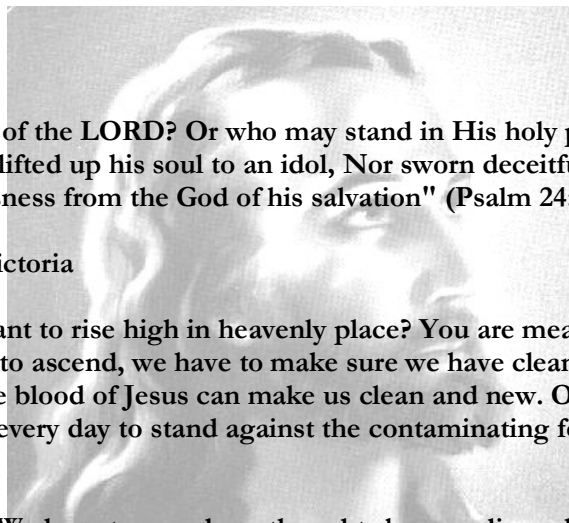 of the LORD? Or who may stand in His holy p
lifted up his soul to an idol, Nor sworn deceitfu
sness from the God of his salvation" (Psalm 24:
ictoria
ant to rise high in heavenly place? You are mea
to ascend, we have to make sure we have clean
e blood of Jesus can make us clean and new. O
every day to stand against the contaminating fo